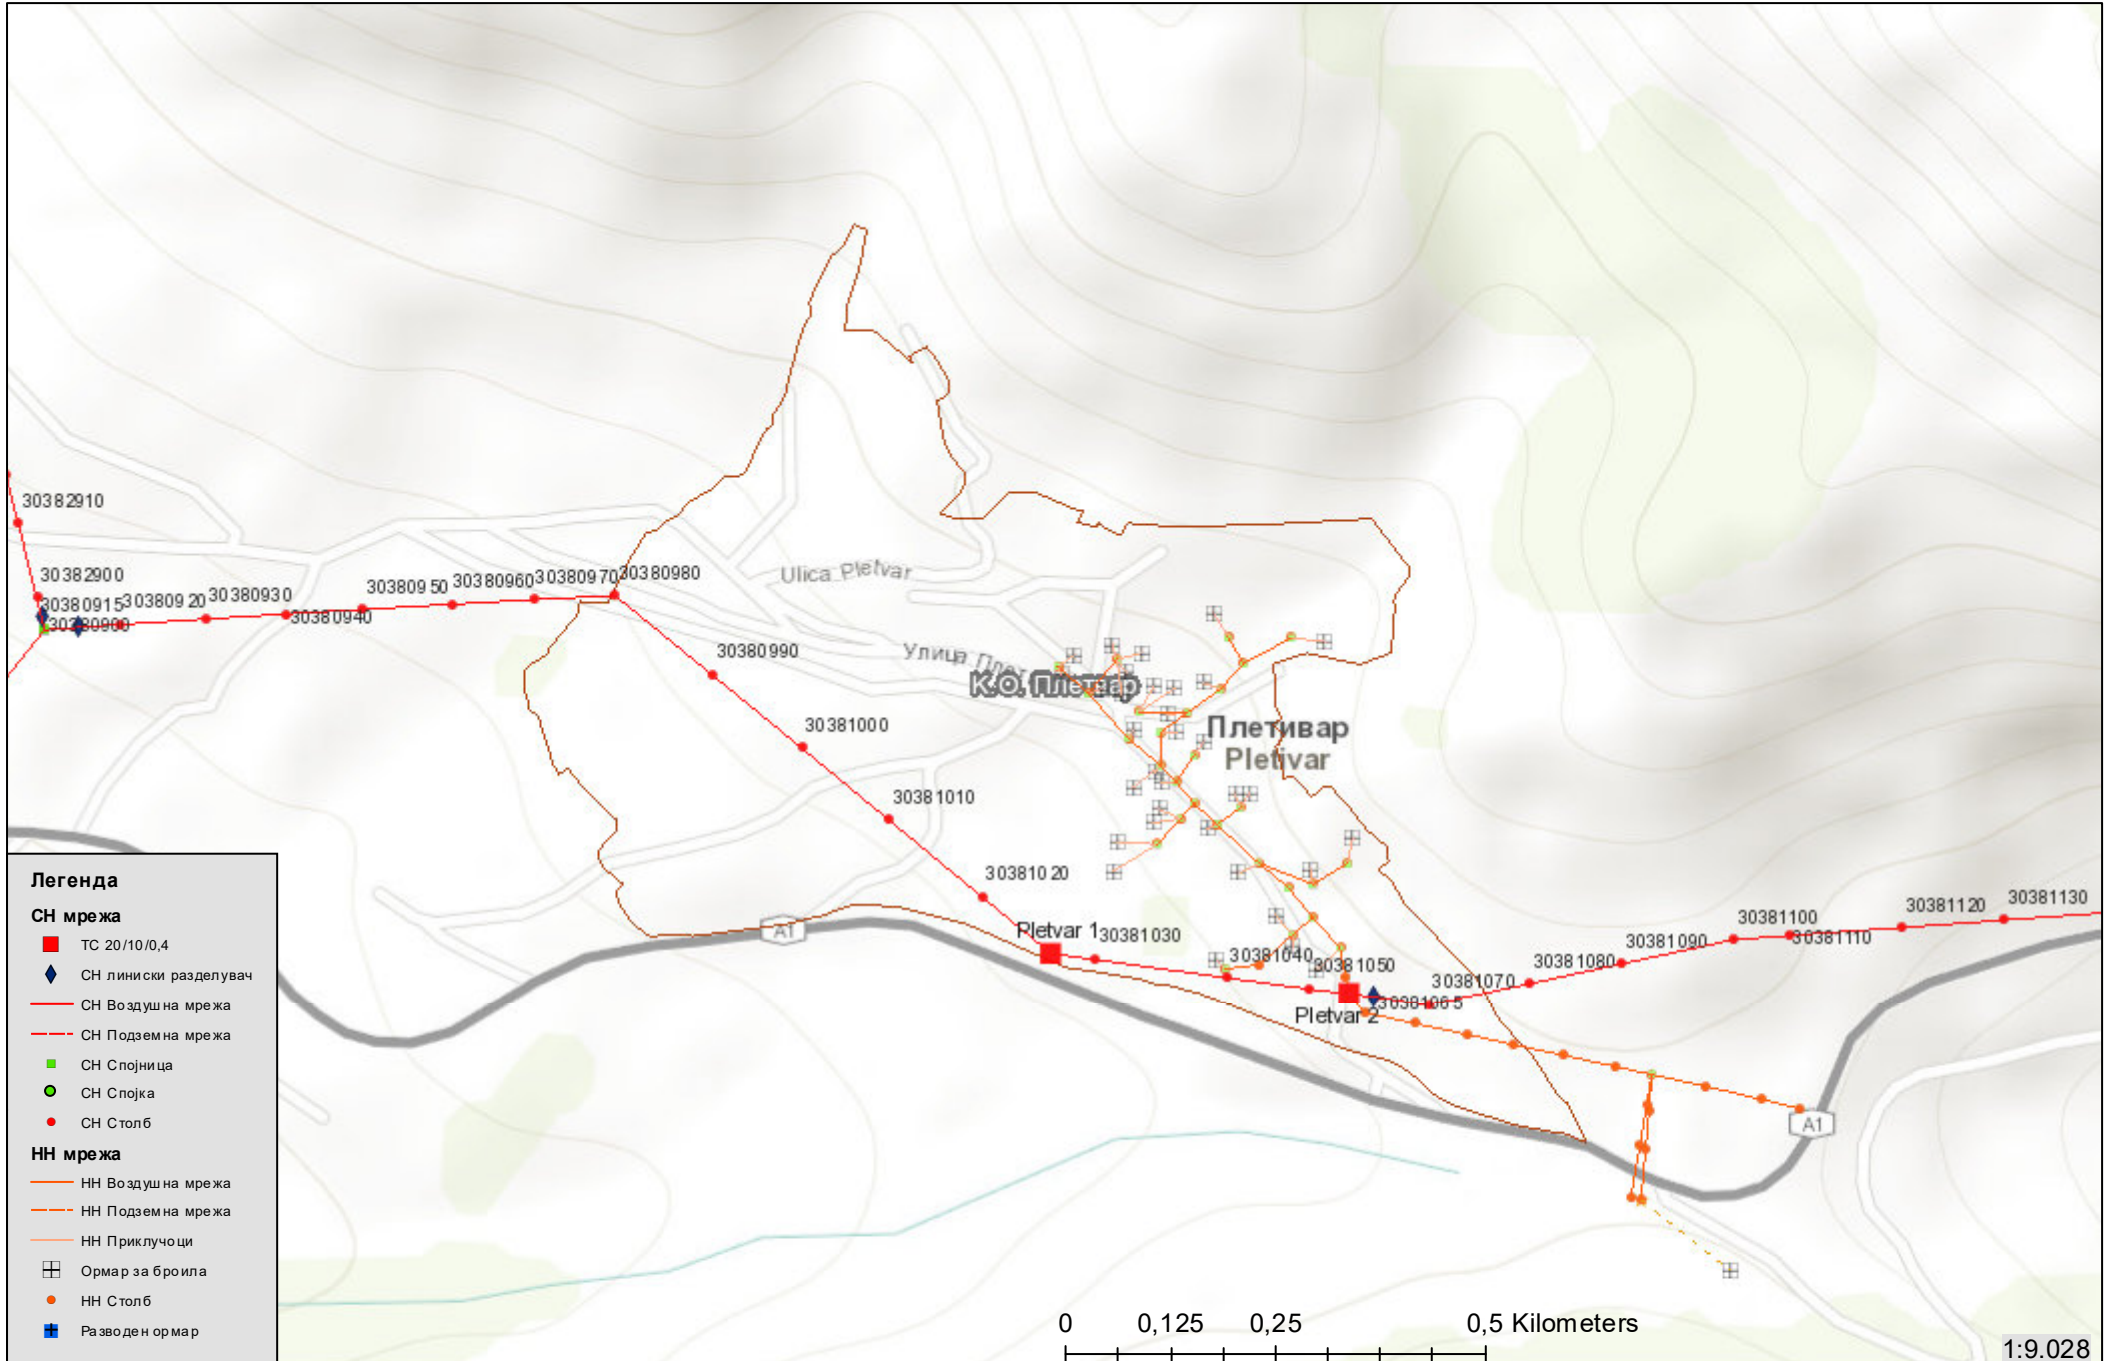 30382910
30382900
30380915
30380920
30380930
30380940
30380950
30380960
30380970
30380980
30380990
30381000
30381010
30381020
Pletvar 1
30381030
30381040
30381050
Pletvar 2
30381065
30381070
30381080
30381090
30381100
30381110
30381120
30381130
Ulica Pletvar
Улица Плет
К.О. Плетвар
Плетивар
Pletivar
A1
A1
Легенда
СН мрежа
ТС 20/10/0,4
СН линиски разделувач
СН Воздушна мрежа
СН Подземна мрежа
СН Спојница
СН Спојка
СН Столб
НН мрежа
НН Воздушна мрежа
НН Подземна мрежа
НН Приклучоци
Ормар за броила
НН Столб
Разводен ормар
0 0,125 0,25 0,5 Kilometers
1:9.028